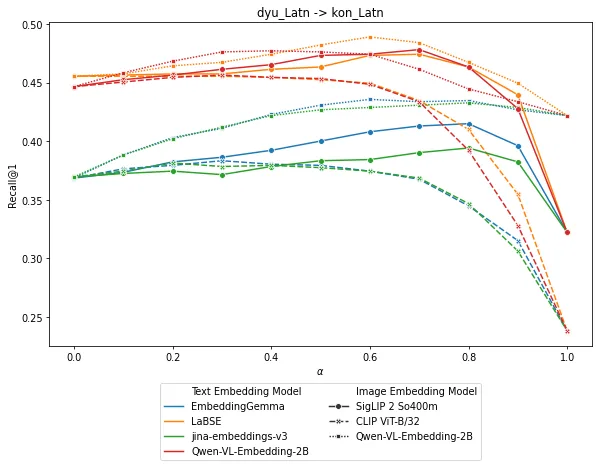 dyu_Latn -> kon_Latn
0.50
0.45
0.40
0.35
0.30
0.25
Recall@1
0.0
0.2
0.4
0.6
0.8
1.0
α
Text Embedding Model
EmbeddingGemma
LaBSE
jina-embeddings-v3
Qwen-VL-Embedding-2B
Image Embedding Model
SigLIP 2 So400m
CLIP ViT-B/32
Qwen-VL-Embedding-2B